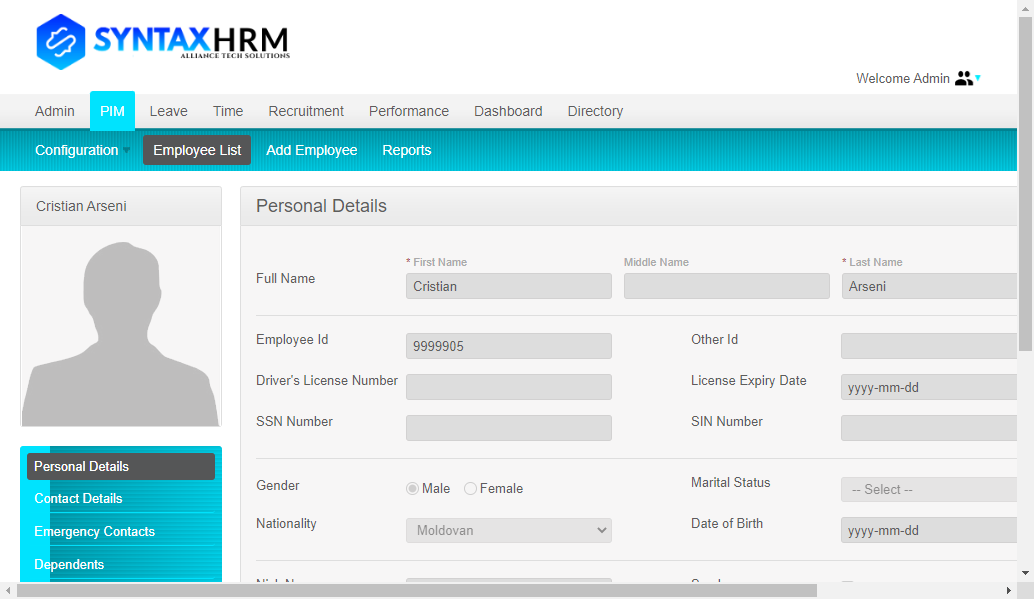 SYNTAXHRM
ALLIANCE TECH SOLUTIONS
Welcome Admin
Admin PIM Leave Time Recruitment Performance Dashboard Directory
Configuration Employee List Add Employee Reports
Cristian Arseni
Personal Details
* First Name Middle Name * Last Name
Full Name Cristian Arseni
Employee Id 9999905 Other Id
Driver's License Number License Expiry Date yyyy-mm-dd
SSN Number SIN Number
Gender Male Female Marital Status -- Select --
Nationality Moldovan Date of Birth yyyy-mm-dd
Personal Details
Contact Details
Emergency Contacts
Dependents